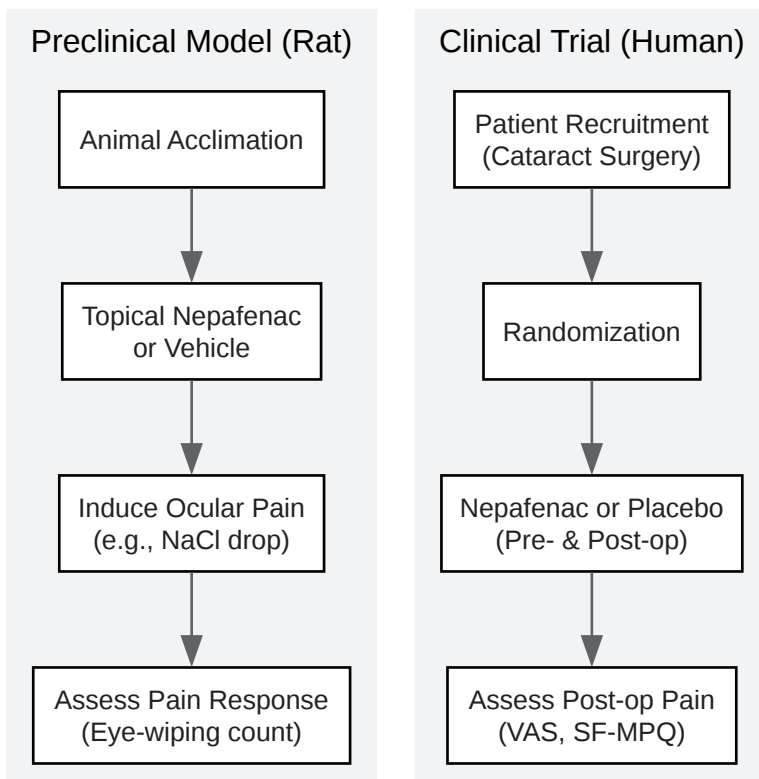 Preclinical Model (Rat)
Animal Acclimation
Topical Nepafenac
or Vehicle
Induce Ocular Pain
(e.g., NaCl drop)
Assess Pain Response
(Eye-wiping count)
Clinical Trial (Human)
Patient Recruitment
(Cataract Surgery)
Randomization
Nepafenac or Placebo
(Pre- & Post-op)
Assess Post-op Pain
(VAS, SF-MPQ)